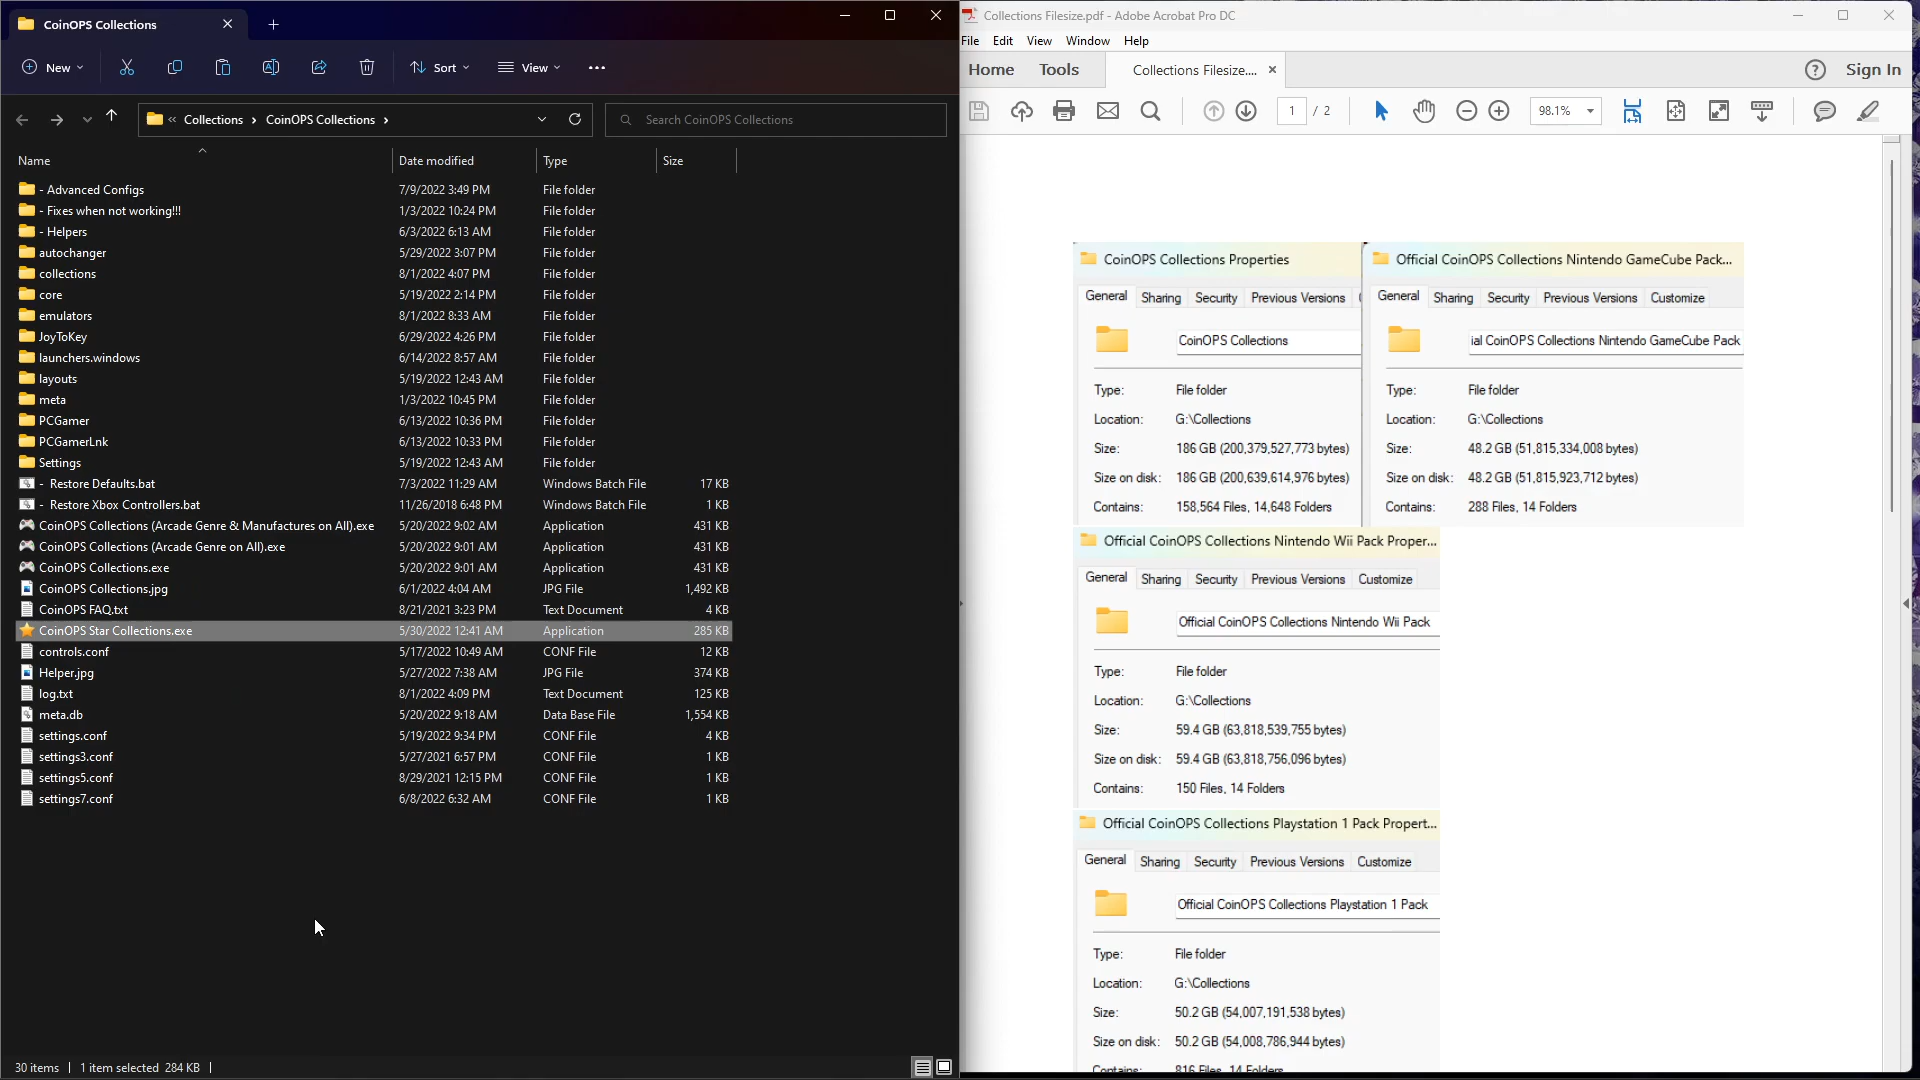 CoinOPS Collections
New
Sort
View
Collections
CoinOPS Collections
Search CoinOPS Collections
Name Date modified Type Size
- Advanced Configs 7/9/2022 3:49 PM File folder
- Fixes when not working!!! 1/3/2022 10:24 PM File folder
- Helpers 6/3/2022 6:13 AM File folder
autochanger 5/29/2022 3:07 PM File folder
collections 8/1/2022 4:07 PM File folder
core 5/19/2022 2:14 PM File folder
emulators 8/1/2022 8:33 AM File folder
JoyToKey 6/29/2022 4:26 PM File folder
launchers.windows 6/14/2022 8:57 AM File folder
layouts 5/19/2022 12:43 AM File folder
meta 1/3/2022 10:45 PM File folder
PCGamer 6/13/2022 10:36 PM File folder
PCGamerLnk 6/13/2022 10:33 PM File folder
Settings 5/19/2022 12:43 AM File folder
- Restore Defaults.bat 7/3/2022 11:29 AM Windows Batch File 17 KB
- Restore Xbox Controllers.bat 11/26/2018 6:48 PM Windows Batch File 1 KB
CoinOPS Collections (Arcade Genre & Manufactures on All).exe 5/20/2022 9:02 AM Application 431 KB
CoinOPS Collections (Arcade Genre on All).exe 5/20/2022 9:01 AM Application 431 KB
CoinOPS Collections.exe 5/20/2022 9:01 AM Application 431 KB
CoinOPS Collections.jpg 6/1/2022 4:04 AM JPG File 1,492 KB
CoinOPS FAQ.txt 8/21/2021 3:23 PM Text Document 4 KB
CoinOPS Star Collections.exe 5/30/2022 12:41 AM Application 285 KB
controls.conf 5/17/2022 10:49 AM CONF File 12 KB
Helper.jpg 5/27/2022 7:38 AM JPG File 374 KB
log.txt 8/1/2022 4:09 PM Text Document 125 KB
meta.db 5/20/2022 9:18 AM Data Base File 1,554 KB
settings.conf 5/19/2022 9:34 PM CONF File 4 KB
settings3.conf 5/27/2021 6:57 PM CONF File 1 KB
settings5.conf 8/29/2021 12:15 PM CONF File 1 KB
settings7.conf 6/8/2022 6:32 AM CONF File 1 KB
30 items 1 item selected 284 KB
Collections Filesize.pdf - Adobe Acrobat Pro DC
File Edit View Window Help
Home Tools Collections Filesize.... Sign In
1 / 2 98.1%
CoinOPS Collections Properties
General Sharing Security Previous Versions
CoinOPS Collections
Type: File folder
Location: G:\Collections
Size: 186 GB (200,379,527,773 bytes)
Size on disk: 186 GB (200,639,614,976 bytes)
Contains: 158,564 Files, 14,648 Folders
Official CoinOPS Collections Nintendo GameCube Pack...
General Sharing Security Previous Versions Customize
ial CoinOPS Collections Nintendo GameCube Pack
Type: File folder
Location: G:\Collections
Size: 48.2 GB (51,815,334,008 bytes)
Size on disk: 48.2 GB (51,815,923,712 bytes)
Contains: 288 Files, 14 Folders
Official CoinOPS Collections Nintendo Wii Pack Proper...
General Sharing Security Previous Versions Customize
Official CoinOPS Collections Nintendo Wii Pack
Type: File folder
Location: G:\Collections
Size: 59.4 GB (63,818,539,755 bytes)
Size on disk: 59.4 GB (63,818,756,096 bytes)
Contains: 150 Files, 14 Folders
Official CoinOPS Collections Playstation 1 Pack Propert...
General Sharing Security Previous Versions Customize
Official CoinOPS Collections Playstation 1 Pack
Type: File folder
Location: G:\Collections
Size: 50.2 GB (54,007,191,538 bytes)
Size on disk: 50.2 GB (54,008,786,944 bytes)
Contains: 816 Files, 14 Folders